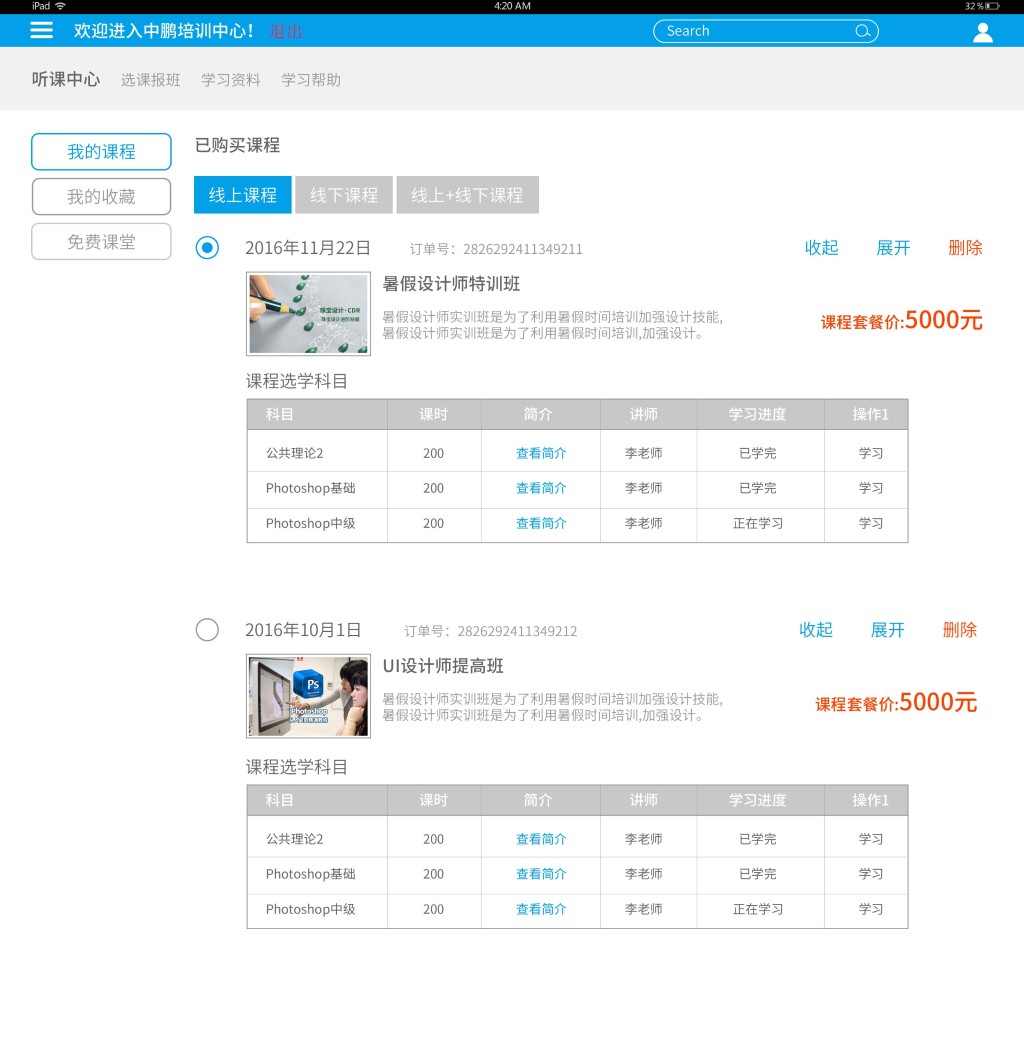 iPad 4:20 AM 32%
欢迎进入中鹏培训中心！ 退出 Search
听课中心 选课报班 学习资料 学习帮助
我的课程
我的收藏
免费课堂
已购买课程
线上课程 线下课程 线上+线下课程
2016年11月22日 订单号：2826292411349211 收起 展开 删除
珠宝设计·CDR
暑假设计师特训班
暑假设计师实训班是为了利用暑假时间培训加强设计技能,
暑假设计师实训班是为了利用暑假时间培训,加强设计。
课程套餐价:5000元
课程选学科目
科目 课时 简介 讲师 学习进度 操作1
公共理论2 200 查看简介 李老师 已学完 学习
Photoshop基础 200 查看简介 李老师 已学完 学习
Photoshop中级 200 查看简介 李老师 正在学习 学习
2016年10月1日 订单号：2826292411349212 收起 展开 删除
Ps
Photoshop
UI设计师提高班
暑假设计师实训班是为了利用暑假时间培训加强设计技能,
暑假设计师实训班是为了利用暑假时间培训,加强设计。
课程套餐价:5000元
课程选学科目
科目 课时 简介 讲师 学习进度 操作1
公共理论2 200 查看简介 李老师 已学完 学习
Photoshop基础 200 查看简介 李老师 已学完 学习
Photoshop中级 200 查看简介 李老师 正在学习 学习